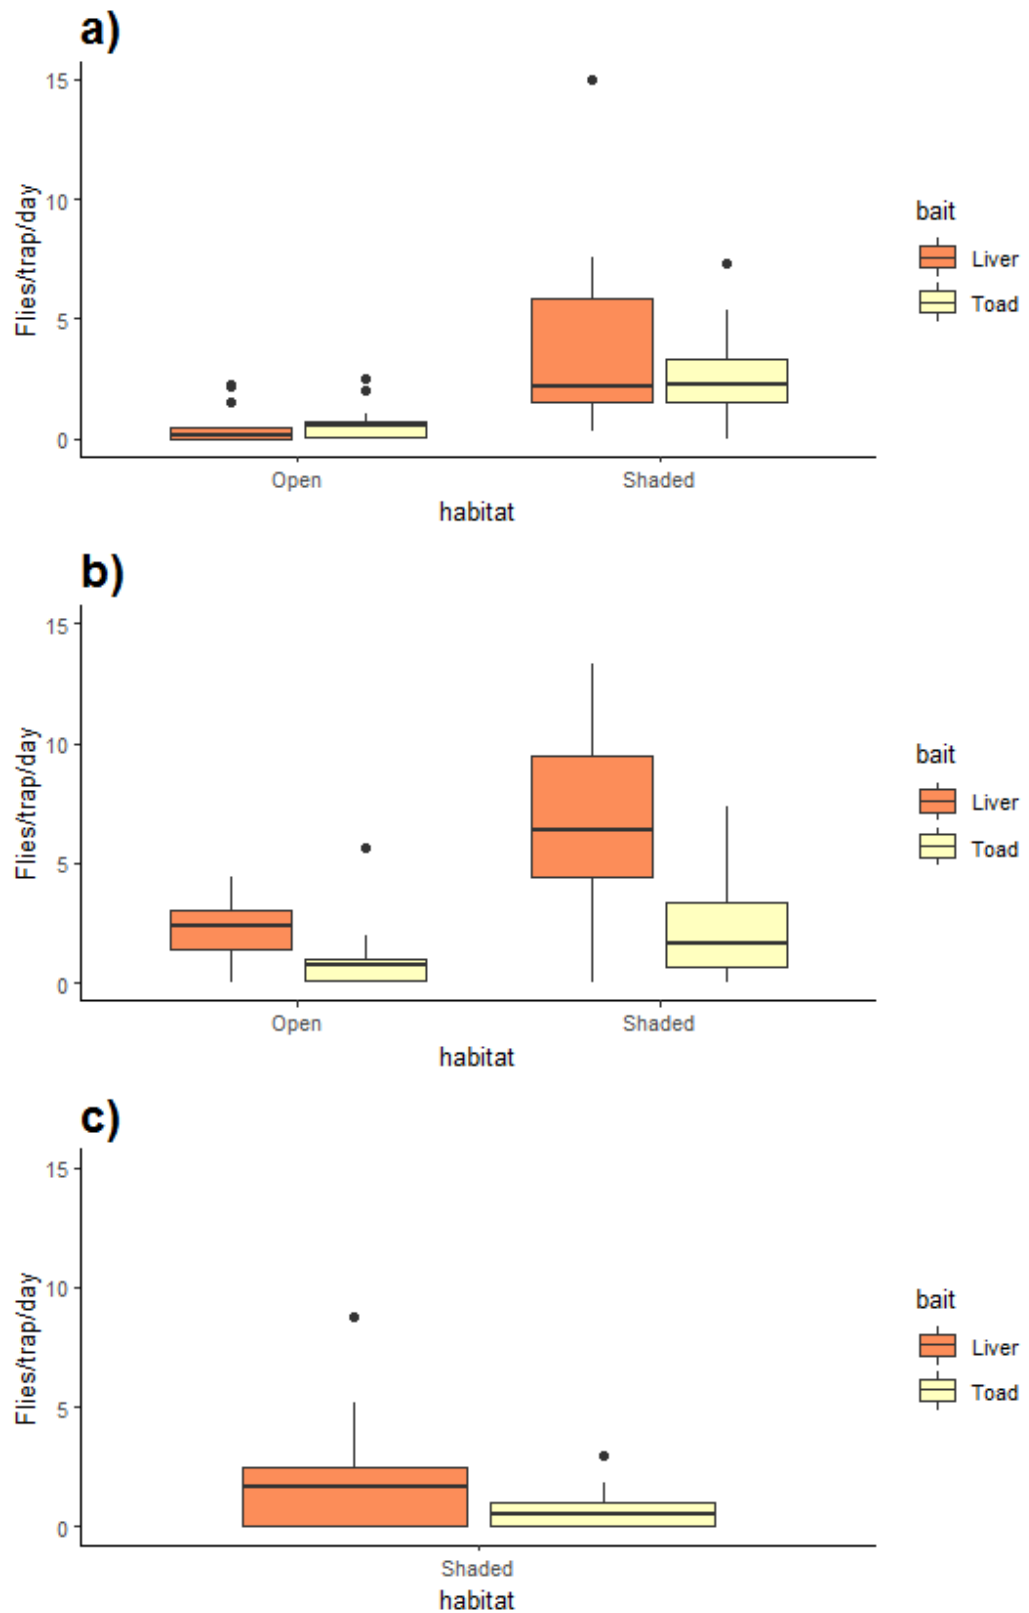 a)
15
10
5
0
Flies/trap/day
Open
Shaded
habitat
bait
Liver
Toad
b)
15
10
5
0
Flies/trap/day
Open
Shaded
habitat
bait
Liver
Toad
c)
15
10
5
0
Flies/trap/day
Shaded
habitat
bait
Liver
Toad